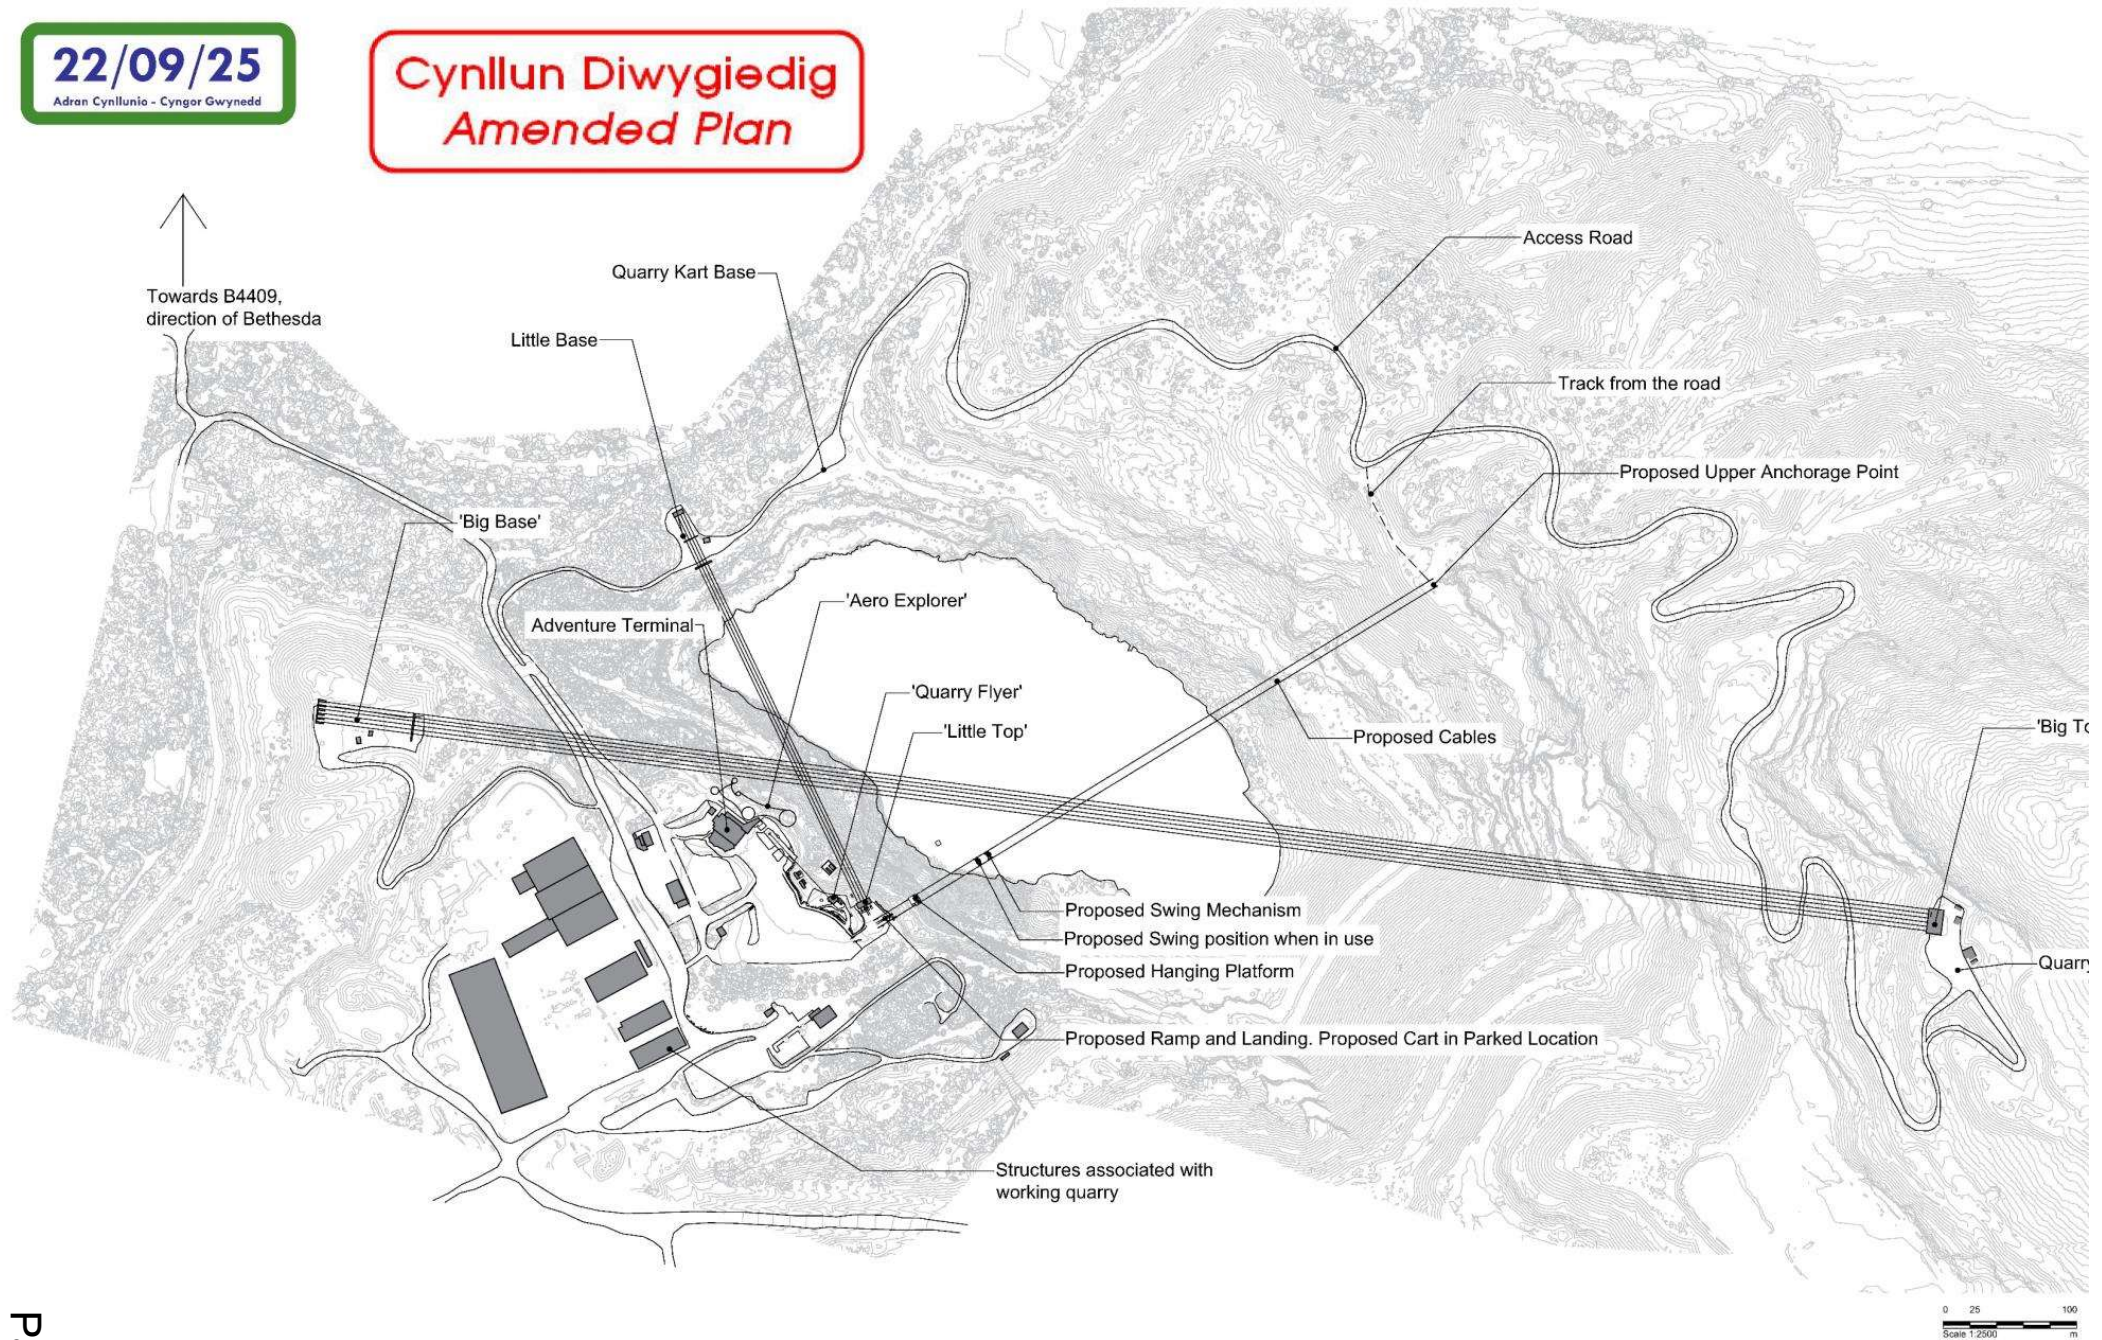 22/09/25
Adran Cynllunio - Cyngor Gwynedd
Cynllun Diwygiedig
Amended Plan
Towards B4409,
direction of Bethesda
Quarry Kart Base
Little Base
Access Road
Track from the road
Proposed Upper Anchorage Point
'Big Base'
'Aero Explorer'
Adventure Terminal
'Quarry Flyer'
'Little Top'
Proposed Cables
'Big To
Proposed Swing Mechanism
Proposed Swing position when in use
Proposed Hanging Platform
Quarry
Proposed Ramp and Landing. Proposed Cart in Parked Location
Structures associated with
working quarry
0 25 100
Scale 1:2500 m